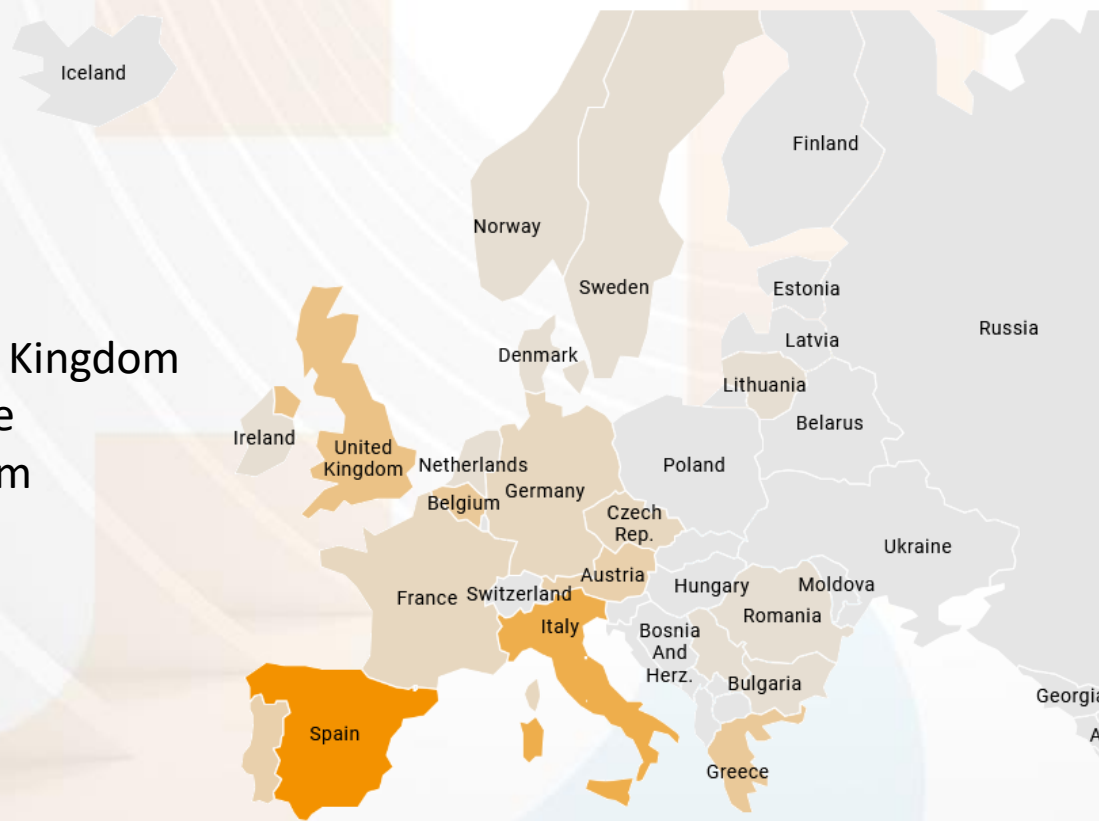 Iceland
Finland
Norway
Sweden
Estonia
Russia
Latvia
Kingdom
Denmark
Lithuania
e
Belarus
m
Ireland
United
Kingdom
Netherlands
Poland
Belgium
Germany
Czech
Rep.
Ukraine
Austria
Switzerland
France
Hungary
Moldova
Italy
Romania
Bosnia
And
Herz.
Bulgaria
Georgia
Spain
A
Greece